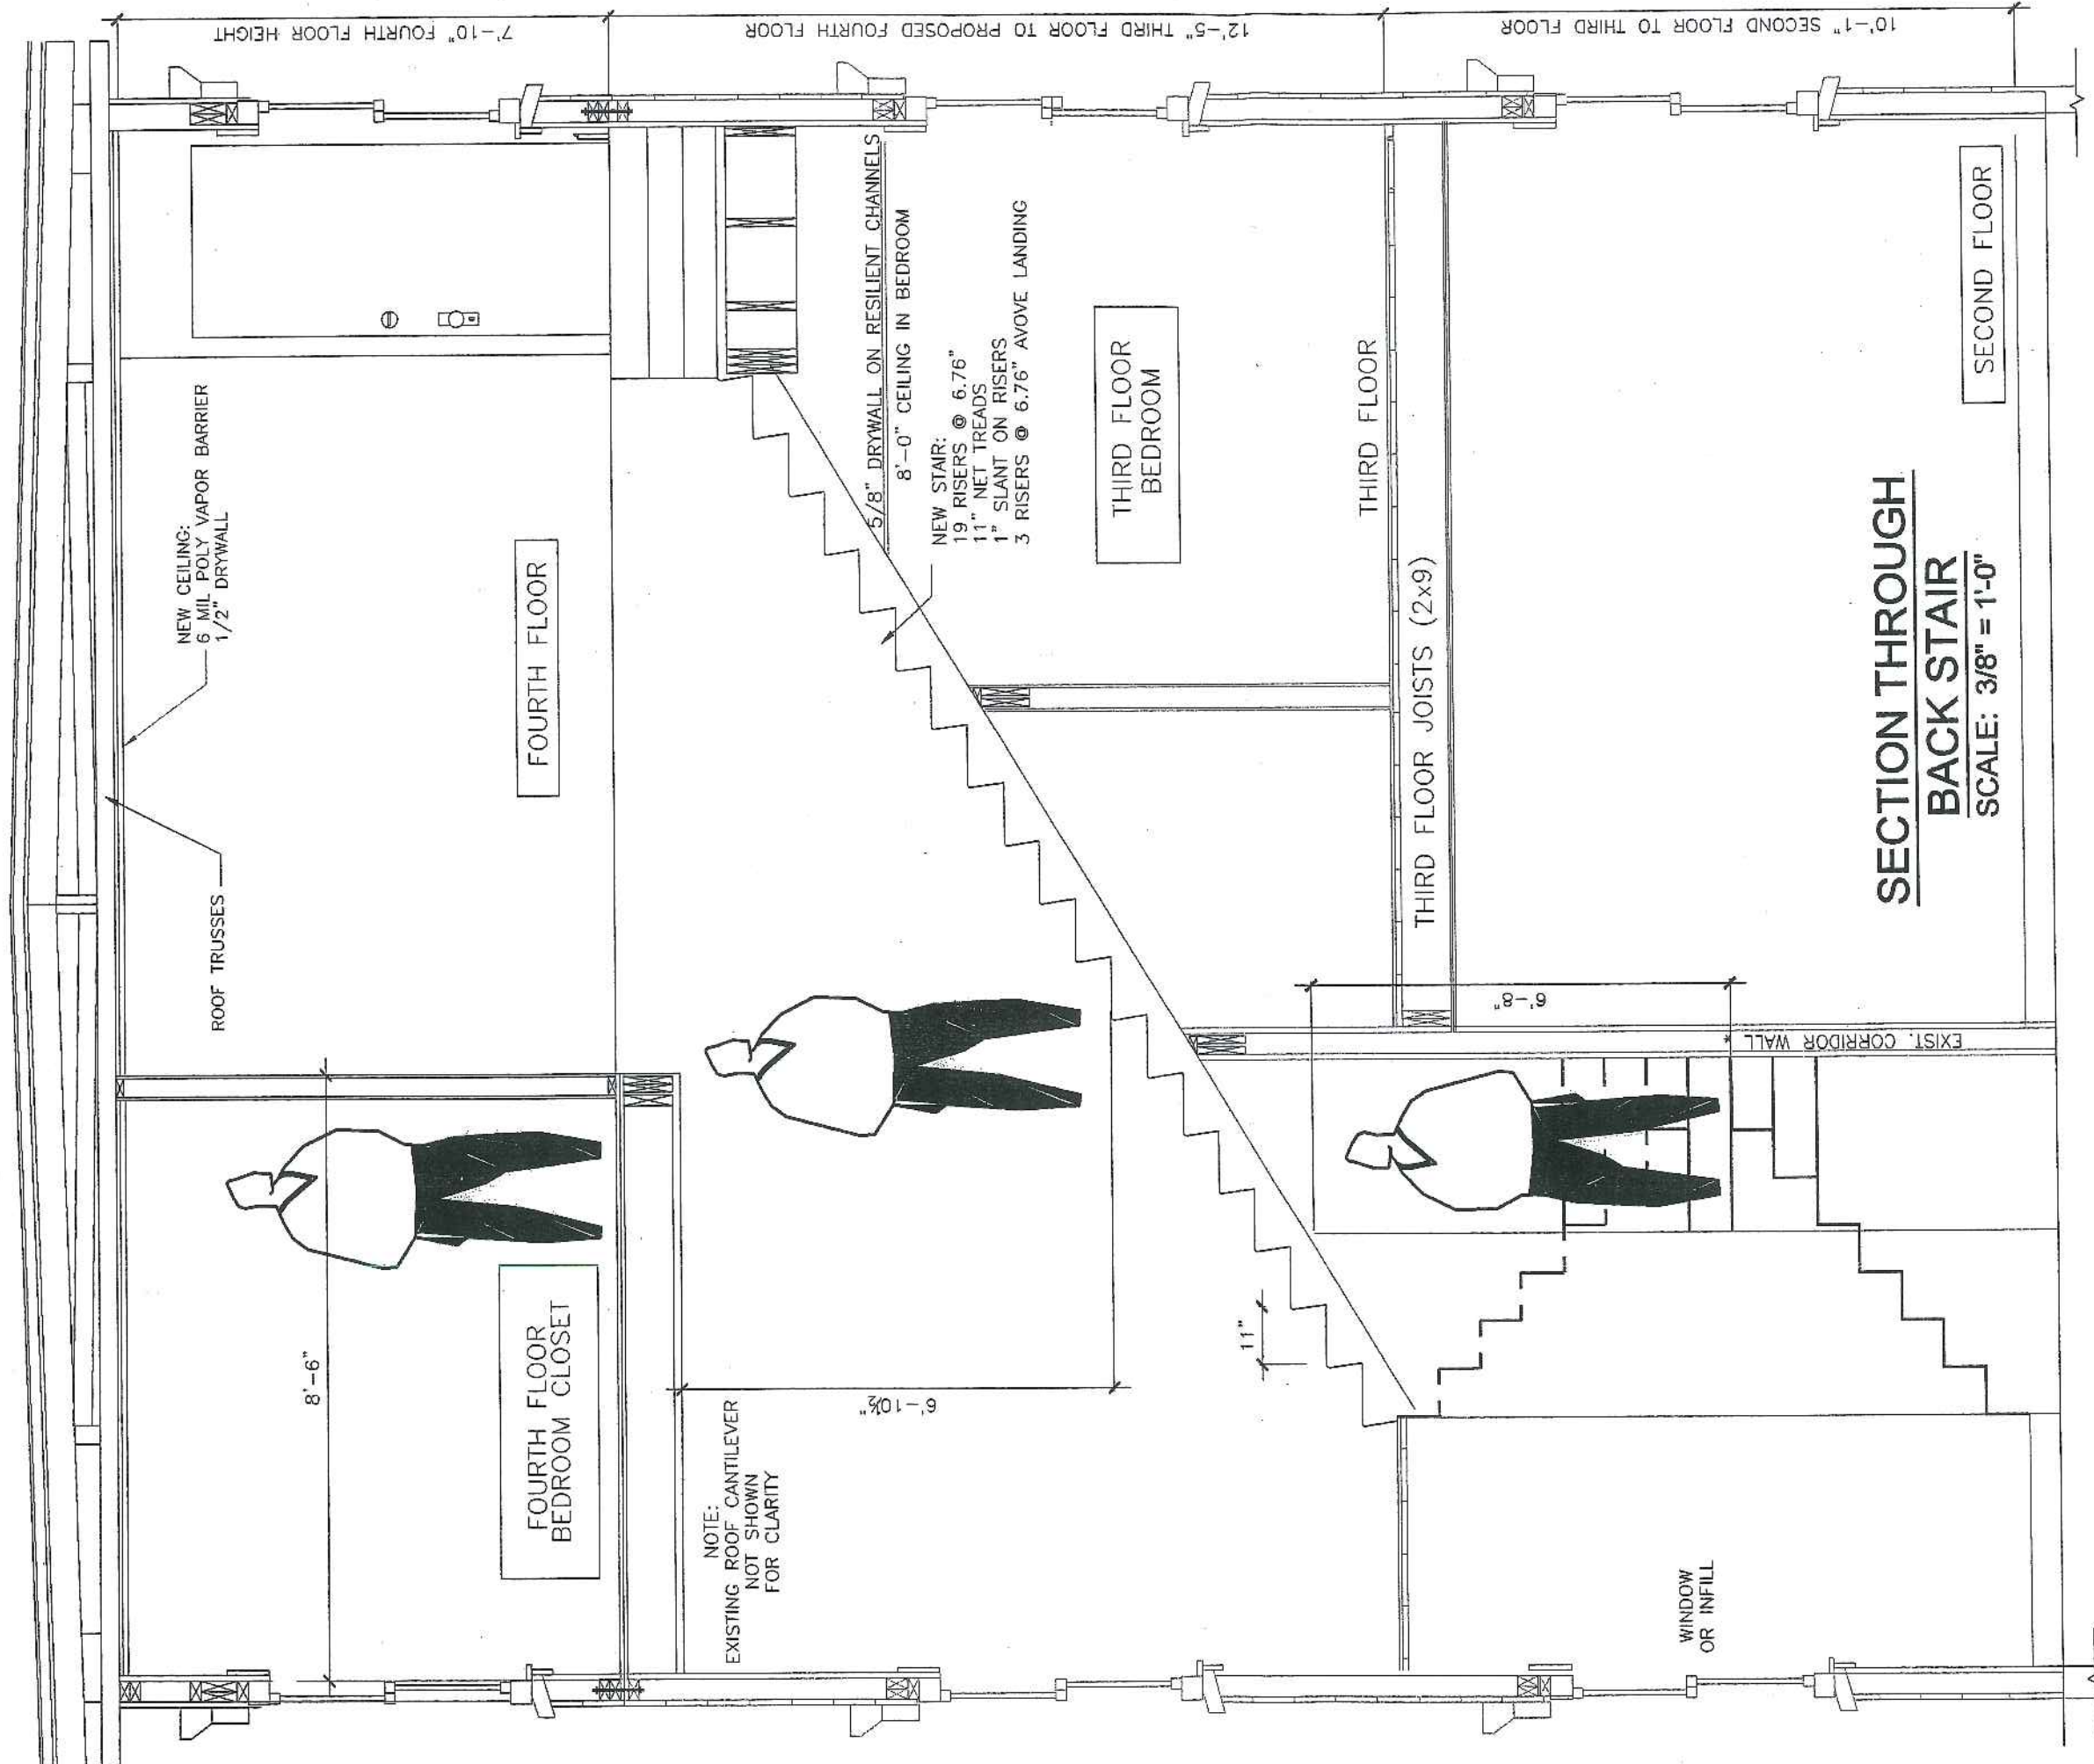 7'-10" FOURTH FLOOR HEIGHT
12'-5" THIRD FLOOR TO PROPOSED FOURTH FLOOR
10'-1" SECOND FLOOR TO THIRD FLOOR
NEW CEILING:
6 MIL POLY VAPOR BARRIER
1/2" DRYWALL
ROOF TRUSSES
8'-6"
FOURTH FLOOR
BEDROOM CLOSET
FOURTH FLOOR
NOTE:
EXISTING ROOF CANTILEVER
NOT SHOWN
FOR CLARITY
6'-10½"
5/8" DRYWALL ON RESILIENT CHANNELS
8'-0" CEILING IN BEDROOM
NEW STAIR:
19 RISERS @ 6.76"
11" NET TREADS
1" SLANT ON RISERS
3 RISERS @ 6.76" AVOVE LANDING
THIRD FLOOR
BEDROOM
11"
THIRD FLOOR
THIRD FLOOR JOISTS (2x9)
6'-8"
EXIST. CORRIDOR WALL
WINDOW
OR INFILL
SECOND FLOOR
SECTION THROUGH
BACK STAIR
SCALE: 3/8" = 1'-0"